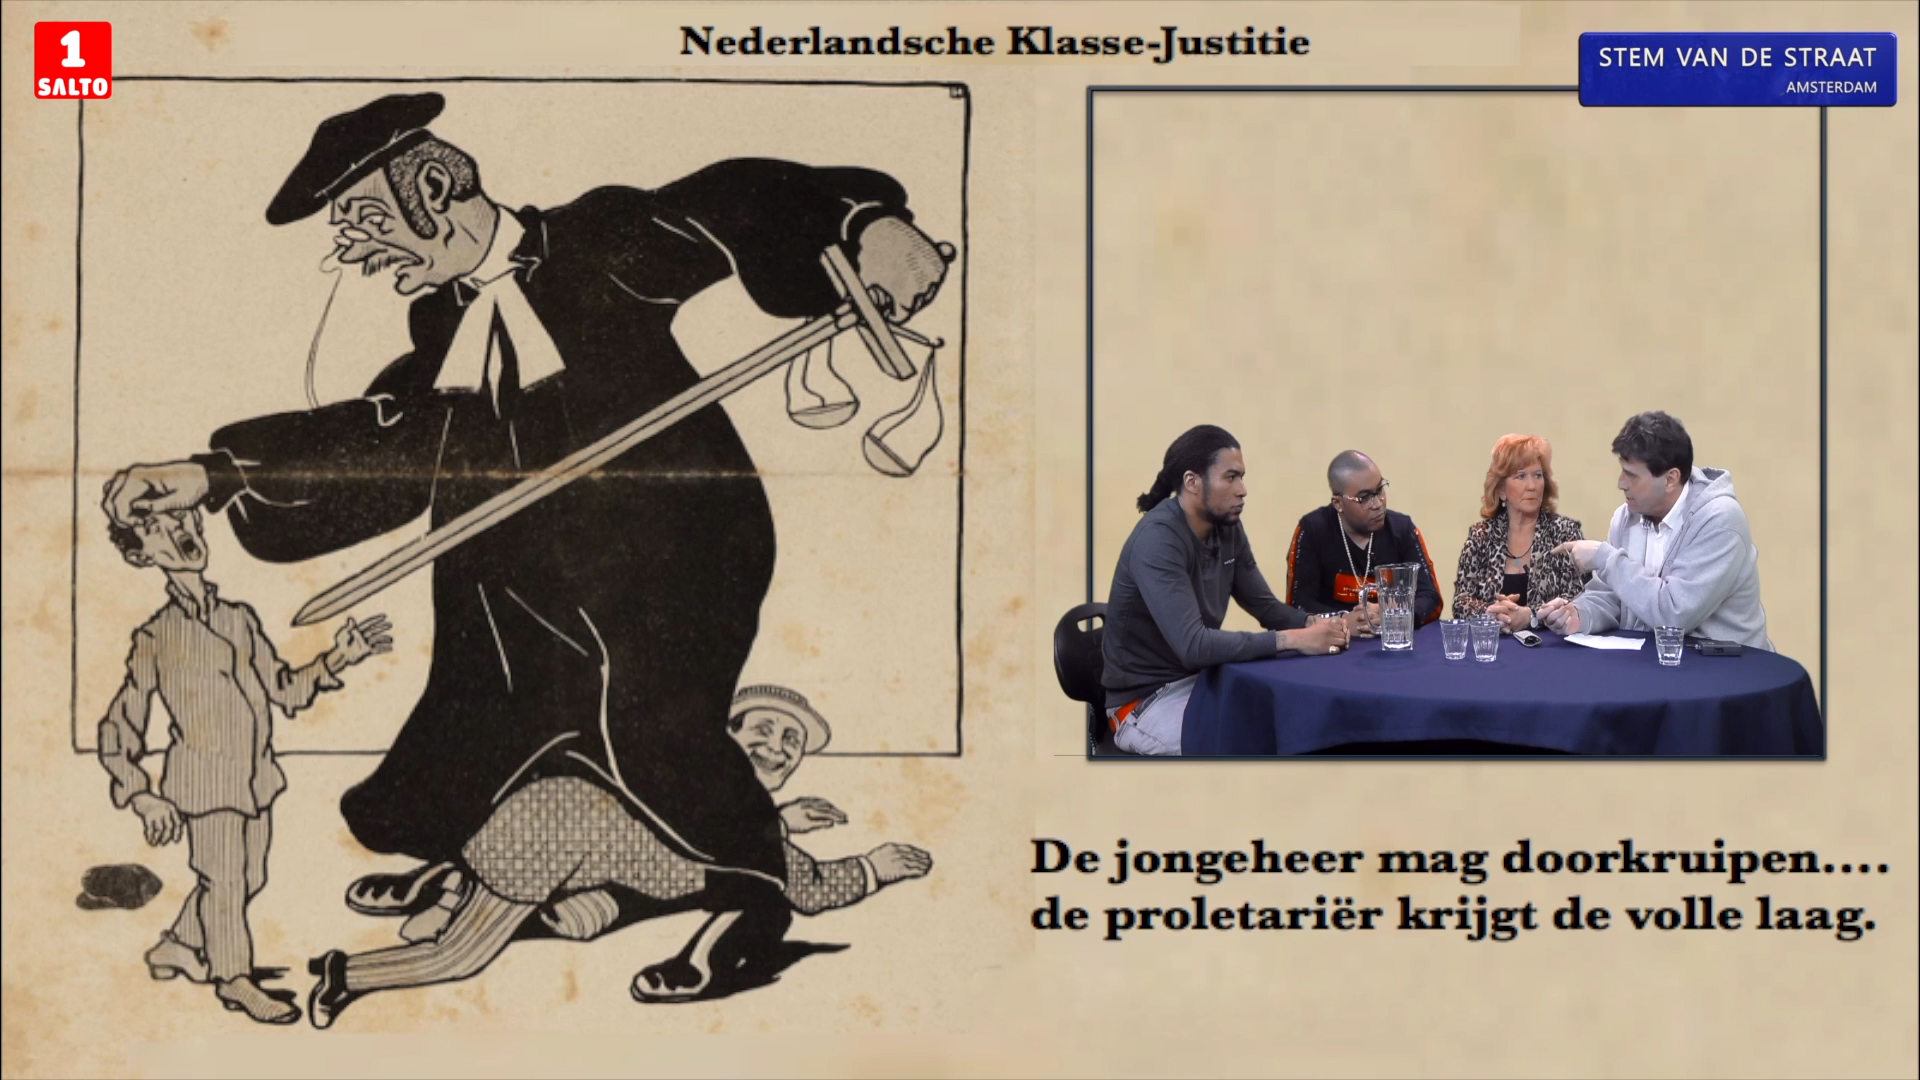 1
SALTO
Nederlandsche Klasse-Justitie
STEM VAN DE STRAAT
AMSTERDAM
De jongeheer mag doorkruipen....
de proletariër krijgt de volle laag.